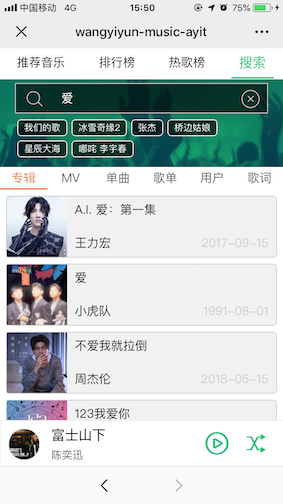 中国移动 4G 15:50
wangyiyun-music-ayit
推荐音乐 排行榜 热歌榜 搜索
爱
我们的歌 冰雪奇缘2 张杰 桥边姑娘
星辰大海 哪咤 李宇春
专辑 MV 单曲 歌单 用户 歌词
A.I. 爱：第一集
王力宏 2017-09-15
爱
小虎队 1991-08-01
不爱我就拉倒
周杰伦 2018-05-15
123我爱你
富士山下
陈奕迅